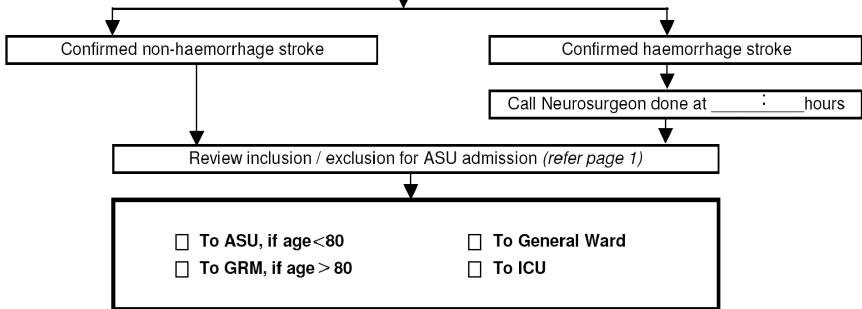 Confirmed non-haemorrhage stroke
Confirmed haemorrhage stroke
Call Neurosurgeon done at ______:_____hours
Review inclusion / exclusion for ASU admission (refer page 1)
☐ To ASU, if age<80
☐ To General Ward
☐ To GRM, if age > 80
☐ To ICU